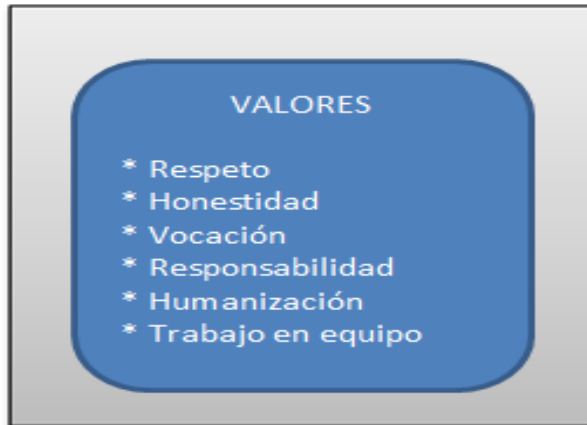 VALORES
* Respeto
* Honestidad
* Vocación
* Responsabilidad
* Humanización
* Trabajo en equipo